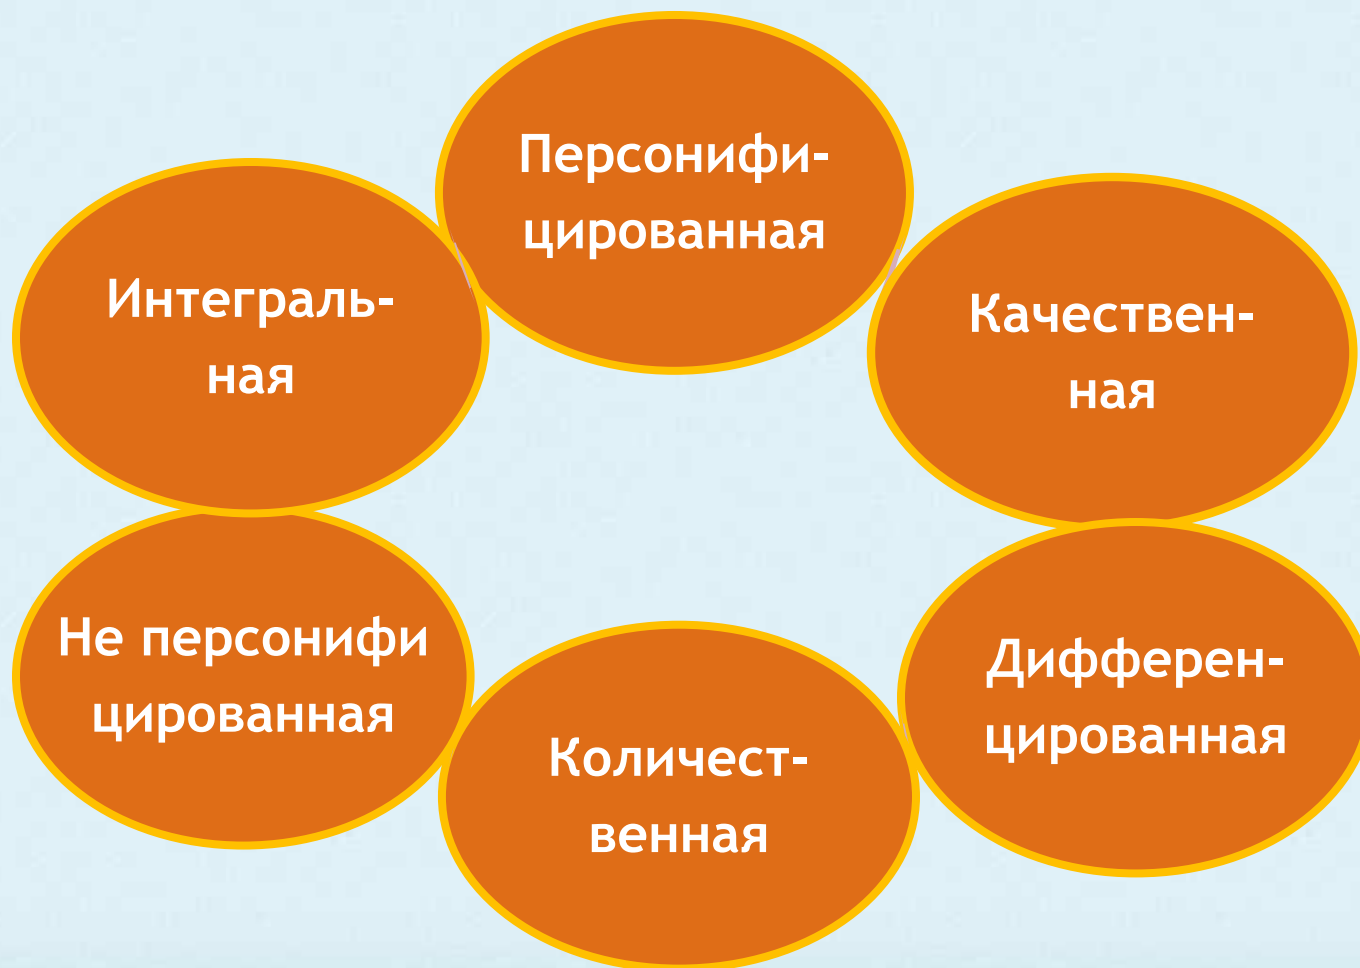 Персонифи-
цированная
Интеграль-
ная
Качествен-
ная
Не персонифи
цированная
Дифферен-
цированная
Количест-
венная